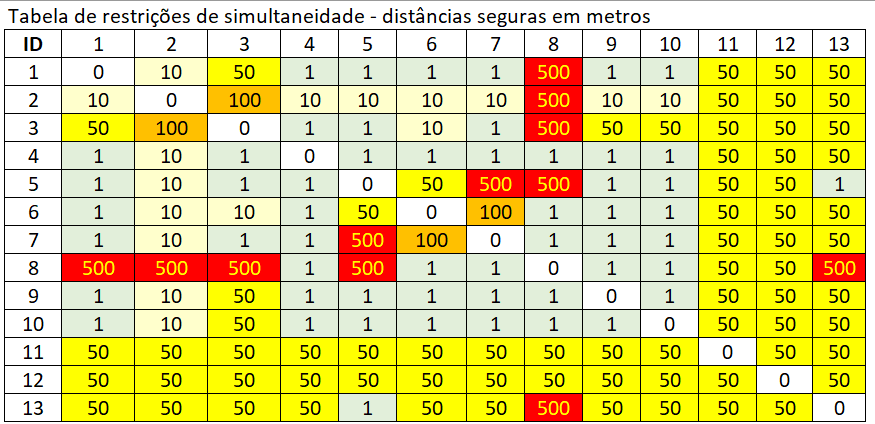 Tabela de restrições de simultaneidade - distâncias seguras em metros
ID 1 2 3 4 5 6 7 8 9 10 11 12 13
1 0 10 50 1 1 1 1 500 1 1 50 50 50
2 10 0 100 10 10 10 10 500 10 10 50 50 50
3 50 100 0 1 1 10 1 500 50 50 50 50 50
4 1 10 1 0 1 1 1 1 1 1 50 50 50
5 1 10 1 1 0 50 500 500 1 1 50 50 1
6 1 10 10 1 50 0 100 1 1 1 50 50 50
7 1 10 1 1 500 100 0 1 1 1 50 50 50
8 500 500 500 1 500 1 1 0 1 1 50 50 500
9 1 10 50 1 1 1 1 1 0 1 50 50 50
10 1 10 50 1 1 1 1 1 1 0 50 50 50
11 50 50 50 50 50 50 50 50 50 50 0 50 50
12 50 50 50 50 50 50 50 50 50 50 50 0 50
13 50 50 50 50 1 50 50 500 50 50 50 50 0